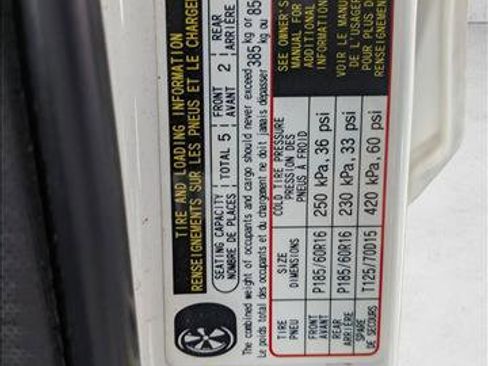 TIRE AND LOADING INFORMATION
RENSEIGNEMENTS SUR LES PNEUS ET LE CHARGE
SEATING CAPACITY TOTAL 5 FRONT 2 REAR
NOMBRE DE PLACES AVANT ARRIÈRE
The combined weight of occupants and cargo should never exceed 385 kg or 85
Le poids total des occupants et du chargement ne doit jamais dépasser kg ou
TIRE SIZE COLD TIRE PRESSURE
PNEU DIMENSIONS PRESSION DES PNEUS À FROID
FRONT AVANT P185/60R16 250 kPa, 36 psi
REAR ARRIÈRE P185/60R16 230 kPa, 33 psi
SPARE DE SECOURS T125/70D15 420 kPa, 60 psi
SEE OWNER'S
MANUAL FOR
ADDITIONAL
INFORMATION
VOIR LE MANU
DE L'USAGER
POUR PLUS D
RENSEIGNEMEN